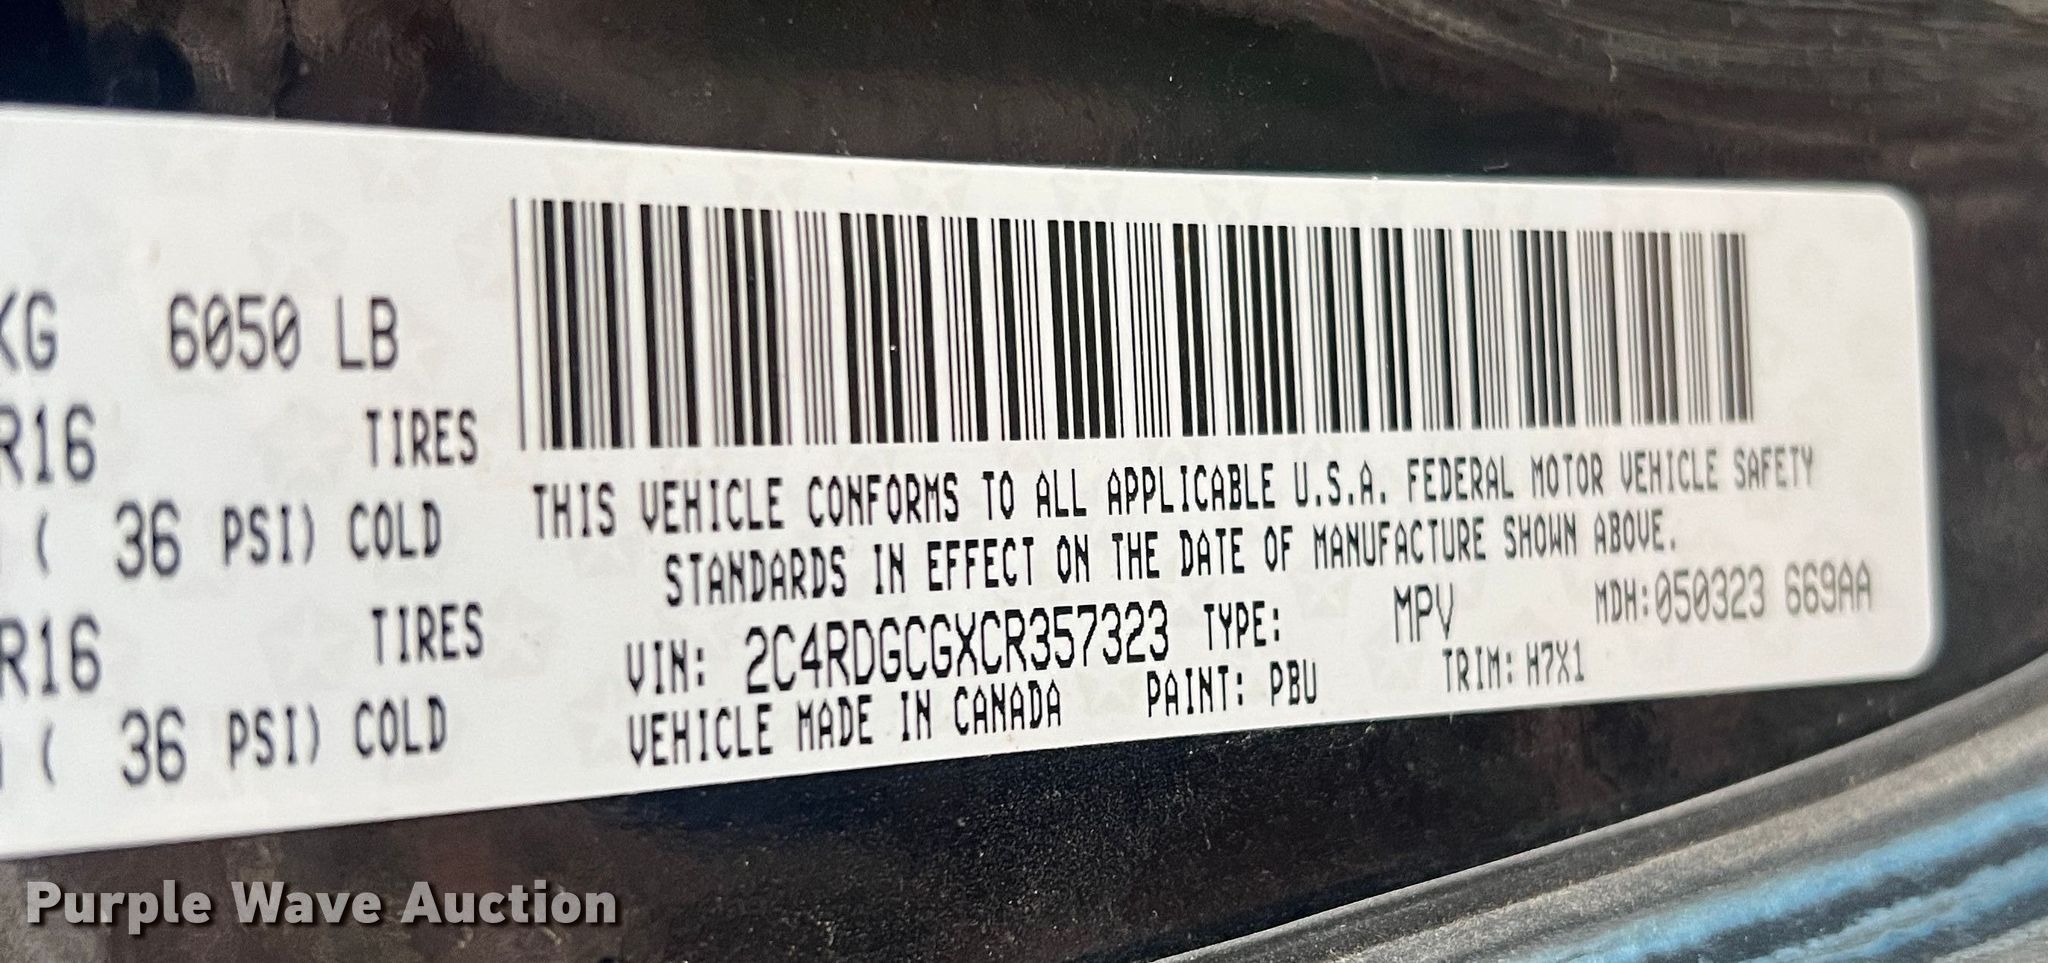 KG 6050 LB
R16 TIRES
( 36 PSI) COLD
R16 TIRES
( 36 PSI) COLD
THIS VEHICLE CONFORMS TO ALL APPLICABLE U.S.A. FEDERAL MOTOR VEHICLE SAFETY
STANDARDS IN EFFECT ON THE DATE OF MANUFACTURE SHOWN ABOVE.
VIN: 2C4RDGCGXCR357323 TYPE: MPV MDH:050323 669AA
VEHICLE MADE IN CANADA PAINT: PBU TRIM: H7X1
Purple Wave Auction